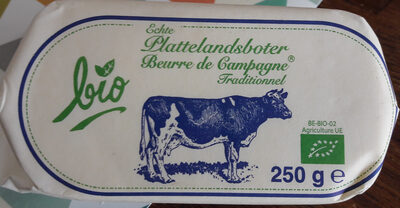 Echte
Plattelandsboter
Beurre de Campagne®
Traditionnel
bio
BE-BIO-02
Agriculture UE
250 g e